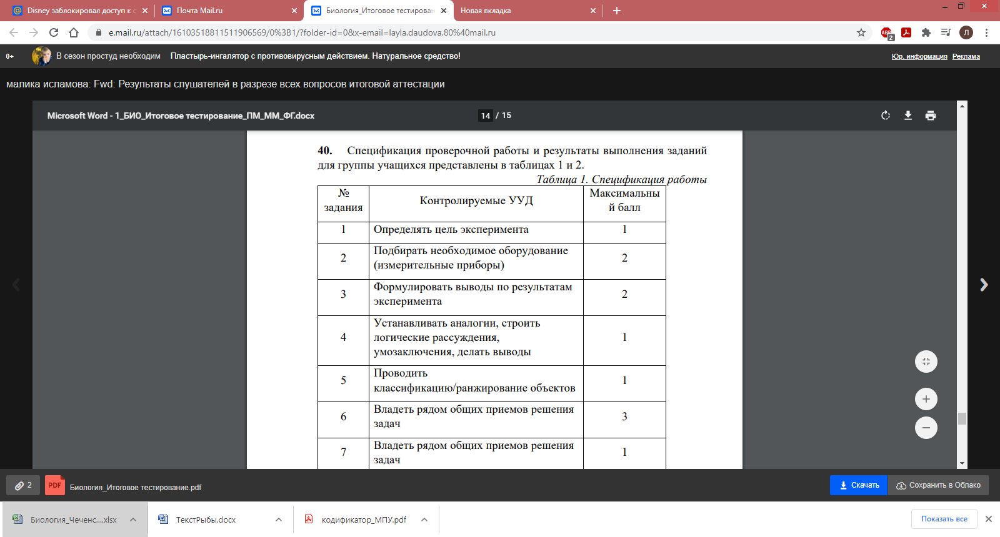 Disney заблокировал доступ к с
Почта Mail.ru
Биология_Итоговое тестирован
Новая вкладка
e.mail.ru/attach/16103518811511906569/0%3B1/?folder-id=0&x-email=layla.daudova.80%40mail.ru
ABP
2
Л
0+
В сезон простуд необходим
Пластырь-ингалятор с противовирусным действием. Натуральное средство!
Юр. информация
Реклама
малика исламова: Fwd: Результаты слушателей в разрезе всех вопросов итоговой аттестации
Microsoft Word - 1_БИО_Итоговое тестирование_ПМ_ММ_ФГ.docx
14 / 15
40. Спецификация проверочной работы и результаты выполнения заданий
для группы учащихся представлены в таблицах 1 и 2.
Таблица 1. Спецификация работы
№
задания
Контролируемые УУД
Максимальны
й балл
1
Определять цель эксперимента
1
2
Подбирать необходимое оборудование
(измерительные приборы)
2
3
Формулировать выводы по результатам
эксперимента
2
4
Устанавливать аналогии, строить
логические рассуждения,
умозаключения, делать выводы
1
5
Проводить
классификацию/ранжирование объектов
1
6
Владеть рядом общих приемов решения
задач
3
7
Владеть рядом общих приемов решения
задач
1
2
PDF
Биология_Итоговое тестирование.pdf
Скачать
Сохранить в Облако
Биология_Чеченс....xlsx
ТекстРыбы.docx
кодификатор_МПУ.pdf
Показать все